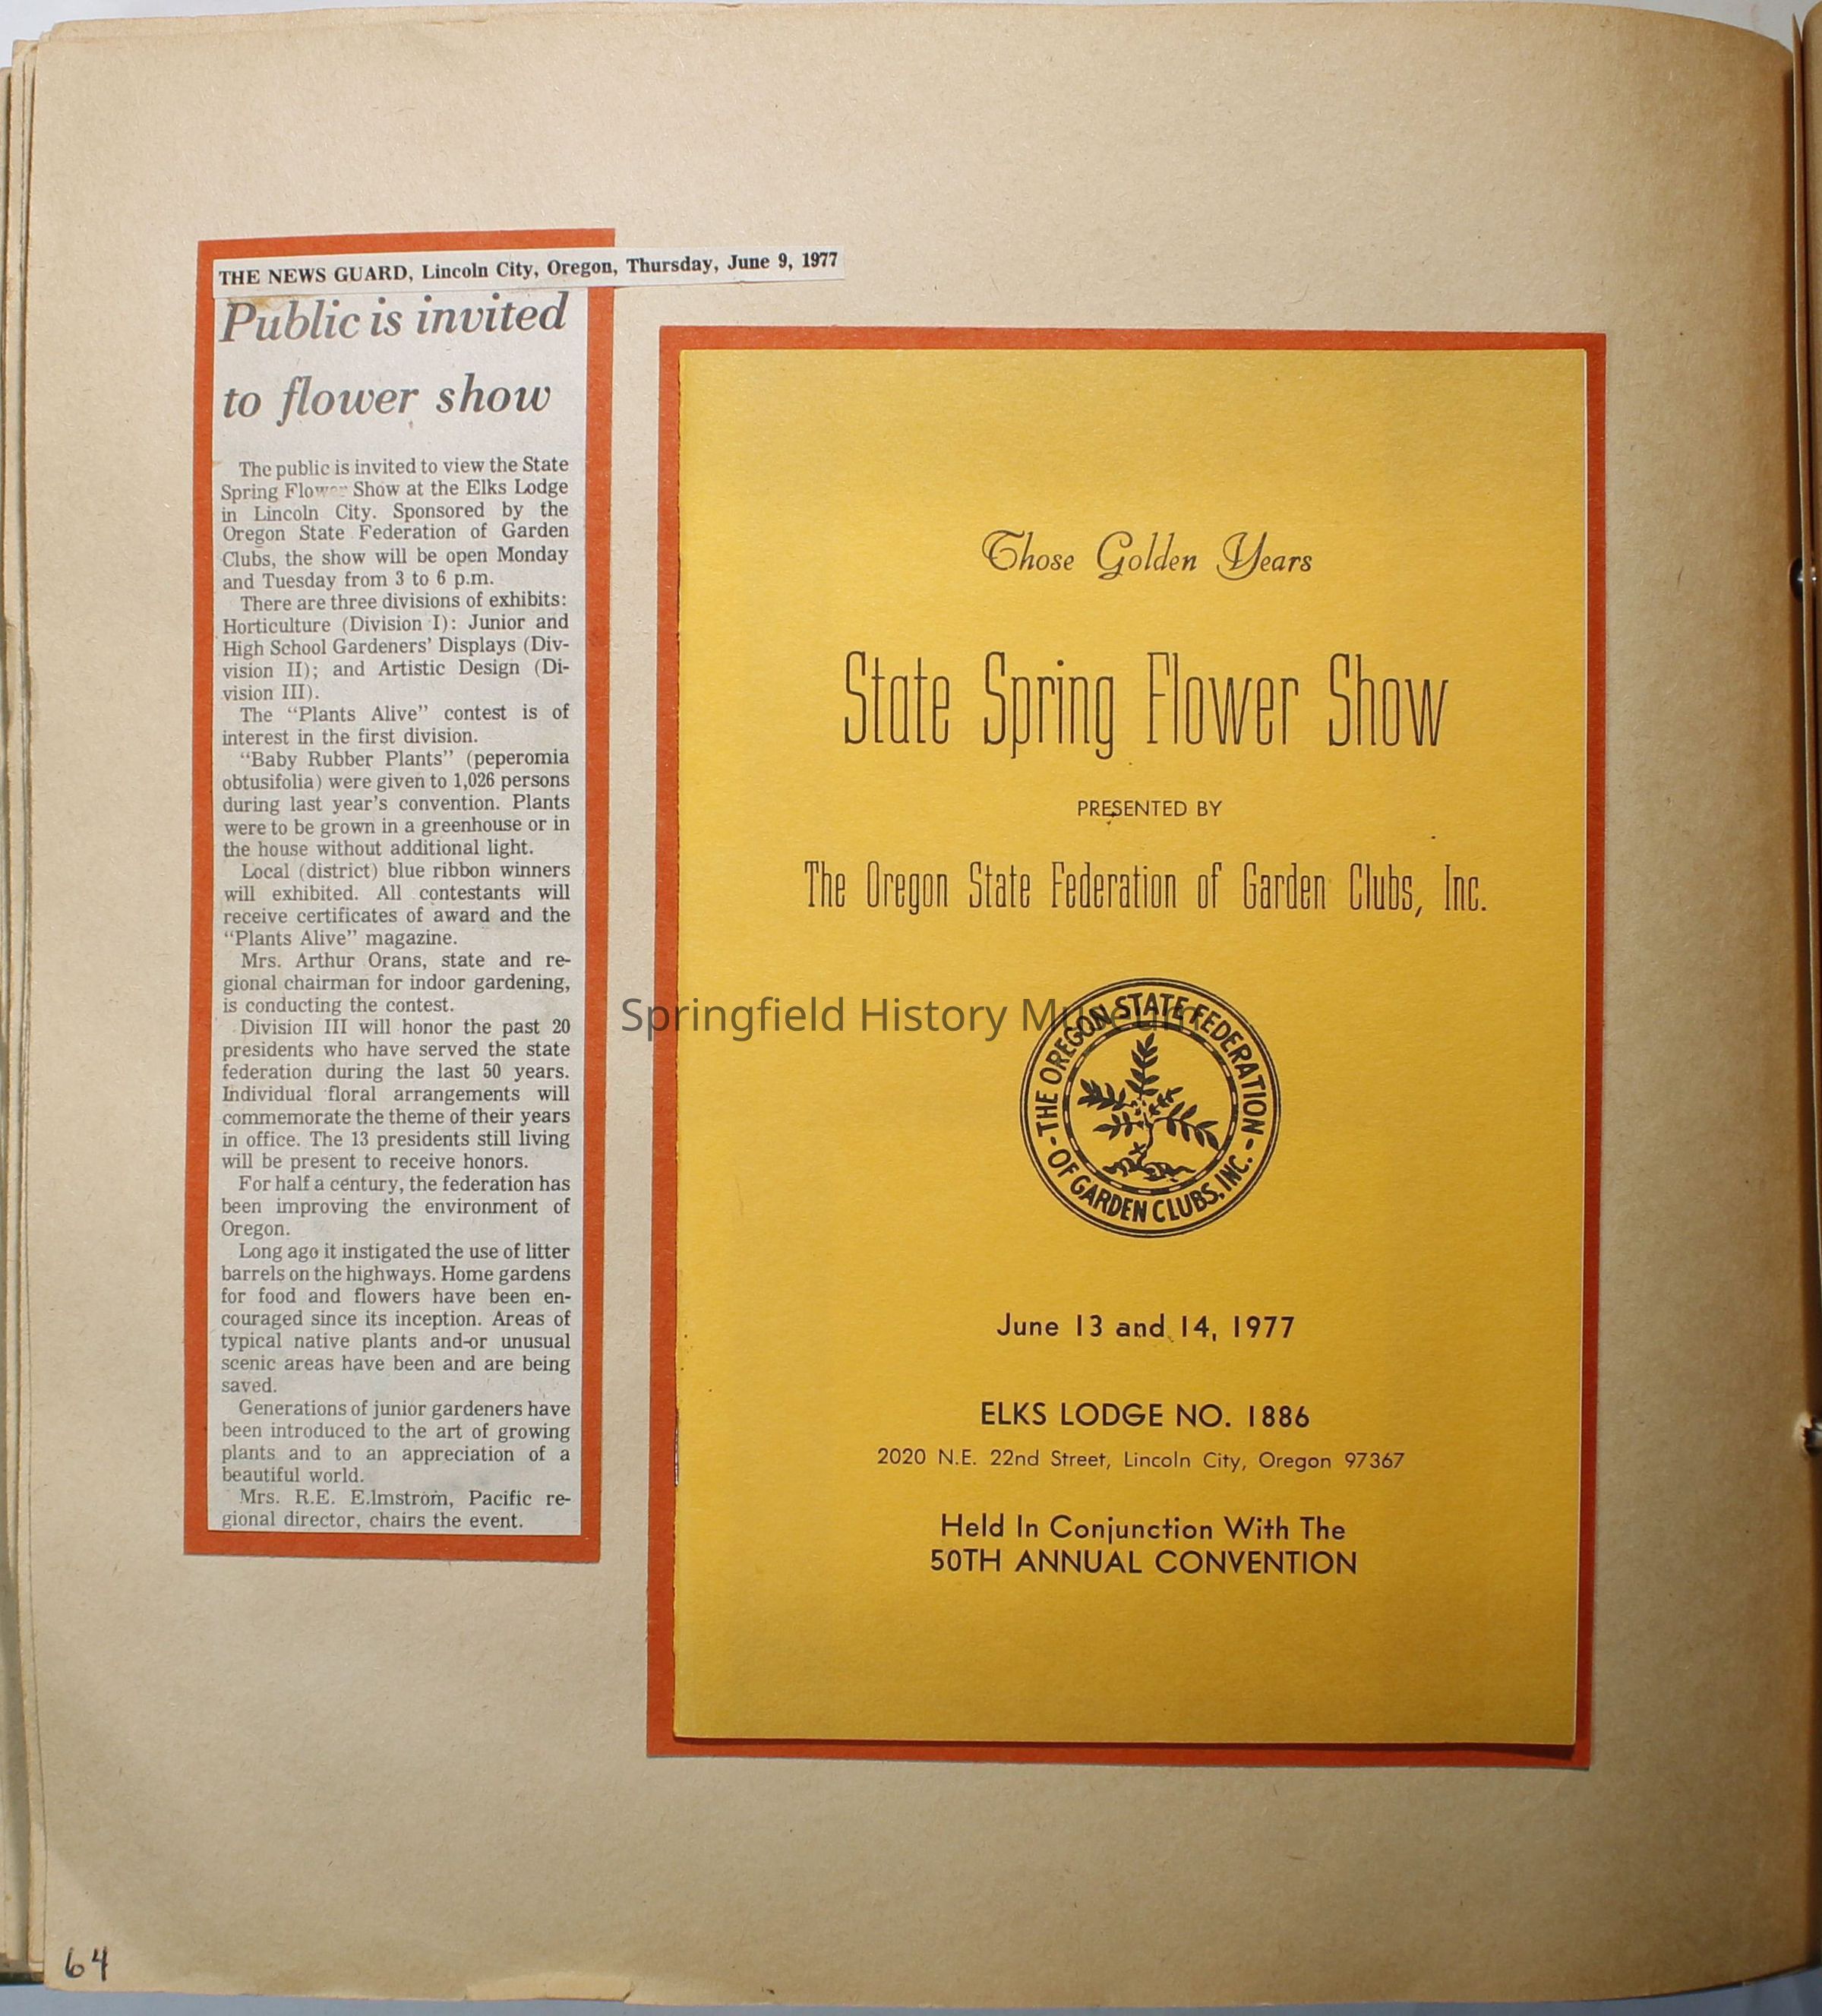 THE NEWS GUARD, Lincoln City, Oregon, Thursday, June 9, 1977
Public is invited
to flower show
The public is invited to view the State
Spring Flower Show at the Elks Lodge
in Lincoln City. Sponsored by the
Oregon State Federation of Garden
Clubs, the show will be open Monday
and Tuesday from 3 to 6 p.m.
There are three divisions of exhibits:
Horticulture (Division I): Junior and
High School Gardeners' Displays (Div-
vision II); and Artistic Design (Di-
vision III).
The "Plants Alive" contest is of
interest in the first division.
"Baby Rubber Plants" (peperomia
obtusifolia) were given to 1,026 persons
during last year's convention. Plants
were to be grown in a greenhouse or in
the house without additional light.
Local (district) blue ribbon winners
will exhibited. All contestants will
receive certificates of award and the
"Plants Alive" magazine.
Mrs. Arthur Orans, state and re-
gional chairman for indoor gardening,
is conducting the contest.
Division III will honor the past 20
presidents who have served the state
federation during the last 50 years.
Individual floral arrangements will
commemorate the theme of their years
in office. The 13 presidents still living
will be present to receive honors.
For half a century, the federation has
been improving the environment of
Oregon.
Long ago it instigated the use of litter
barrels on the highways. Home gardens
for food and flowers have been en-
couraged since its inception. Areas of
typical native plants and-or unusual
scenic areas have been and are being
saved.
Generations of junior gardeners have
been introduced to the art of growing
plants and to an appreciation of a
beautiful world.
Mrs. R.E. E.lmstrom, Pacific re-
gional director, chairs the event.
Those Golden Years
State Spring Flower Show
PRESENTED BY
The Oregon State Federation of Garden Clubs, Inc.
Springfield History Museum
- THE OREGON STATE FEDERATION -
OF GARDEN CLUBS, INC.
June 13 and 14, 1977
ELKS LODGE NO. 1886
2020 N.E. 22nd Street, Lincoln City, Oregon 97367
Held In Conjunction With The
50TH ANNUAL CONVENTION
64